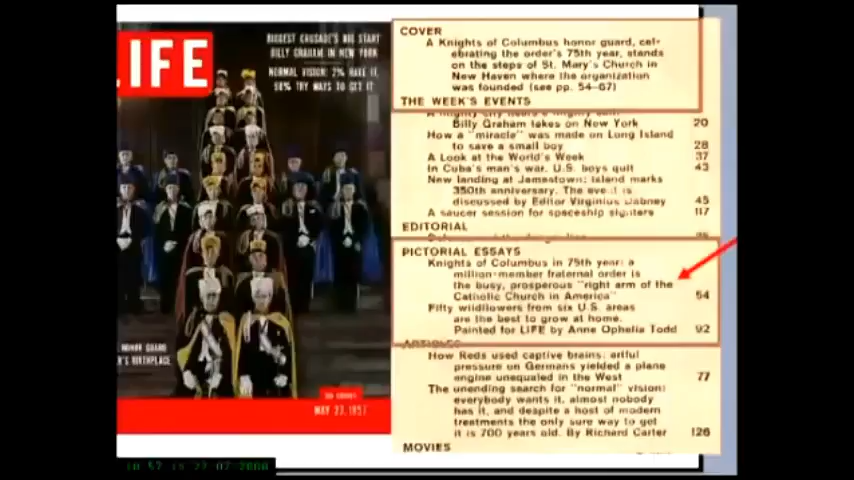 LIFE
BIGGEST CRUSADE'S BIG START
BILLY GRAHAM IN NEW YORK
NORMAL VISION: 2% HAVE IT,
98% TRY WAYS TO GET IT
HONOR GUARD
BIRTHPLACE
MAY 27, 1957
COVER
A Knights of Columbus honor guard, cel-
ebrating the order's 75th year, stands
on the steps of St. Mary's Church in
New Haven where the organization
was founded (see pp. 54-67)
THE WEEK'S EVENTS
Billy Graham takes on New York 20
How a "miracle" was made on Long Island
to save a small boy 28
A Look at the World's Week 37
In Cuba's man's war, U.S. boys quit 43
New landing at Jamestown: island marks
350th anniversary. The event is
discussed by Editor Virginius Dabney 45
A saucer session for spaceship sighters 117
EDITORIAL
PICTORIAL ESSAYS
Knights of Columbus in 75th year: a
million-member fraternal order is
the busy, prosperous "right arm of the
Catholic Church in America" 54
Fifty wildflowers from six U.S. areas
are the best to grow at home.
Painted for LIFE by Anne Ophelia Todd 92
ARTICLES
How Reds used captive brains: artful
pressure on Germans yielded a plane
engine unequaled in the West 77
The unending search for "normal" vision:
everybody wants it, almost nobody
has it, and despite a host of modern
treatments the only sure way to get
it is 700 years old. By Richard Carter 126
MOVIES